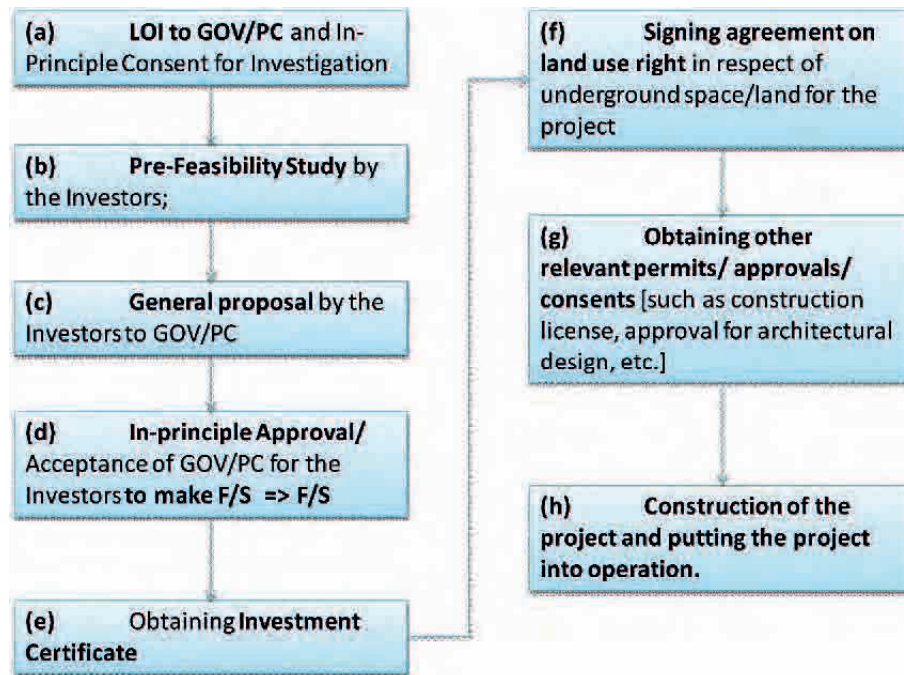 (a) LOI to GOV/PC and In-
Principle Consent for Investigation
(b) Pre-Feasibility Study by
the Investors;
(c) General proposal by the
Investors to GOV/PC
(d) In-principle Approval/
Acceptance of GOV/PC for the
Investors to make F/S => F/S
(e) Obtaining Investment
Certificate
(f) Signing agreement on
land use right in respect of
underground space/land for the
project
(g) Obtaining other
relevant permits/ approvals/
consents [such as construction
license, approval for architectural
design, etc.]
(h) Construction of the
project and putting the project
into operation.